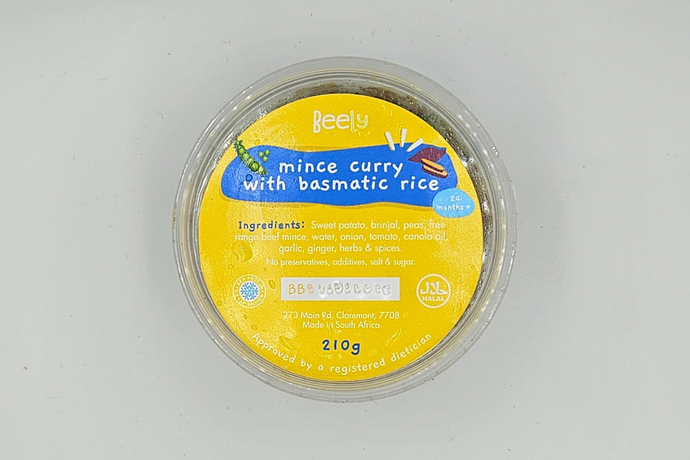 Beely
mince curry
with basmatic rice
24
months +
Ingredients: Sweet potato, brinjal, peas, free
range beef mince, water, onion, tomato, canola oil,
garlic, ginger, herbs & spices.
No preservatives, additives, salt & sugar.
حلال
HALAL
273 Main Rd, Claremont, 7708
Made in South Africa
210g
Approved by a registered dietician